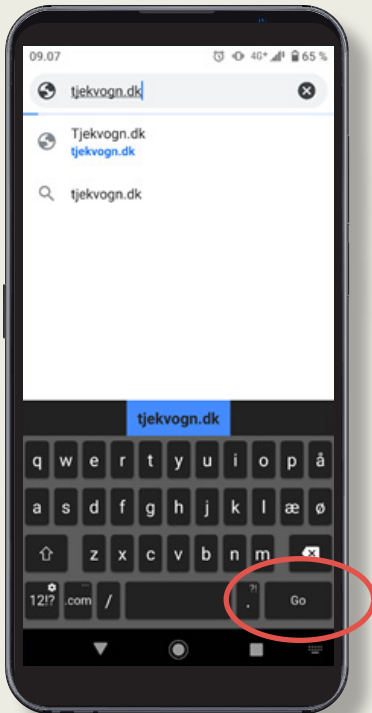 09.07 4G+ 65 %
tjekvogn.dk
Tjekvogn.dk
tjekvogn.dk
tjekvogn.dk
tjekvogn.dk
q w e r t y u i o p å
a s d f g h j k l æ ø
z x c v b n m
12!? .com / . ?! Go